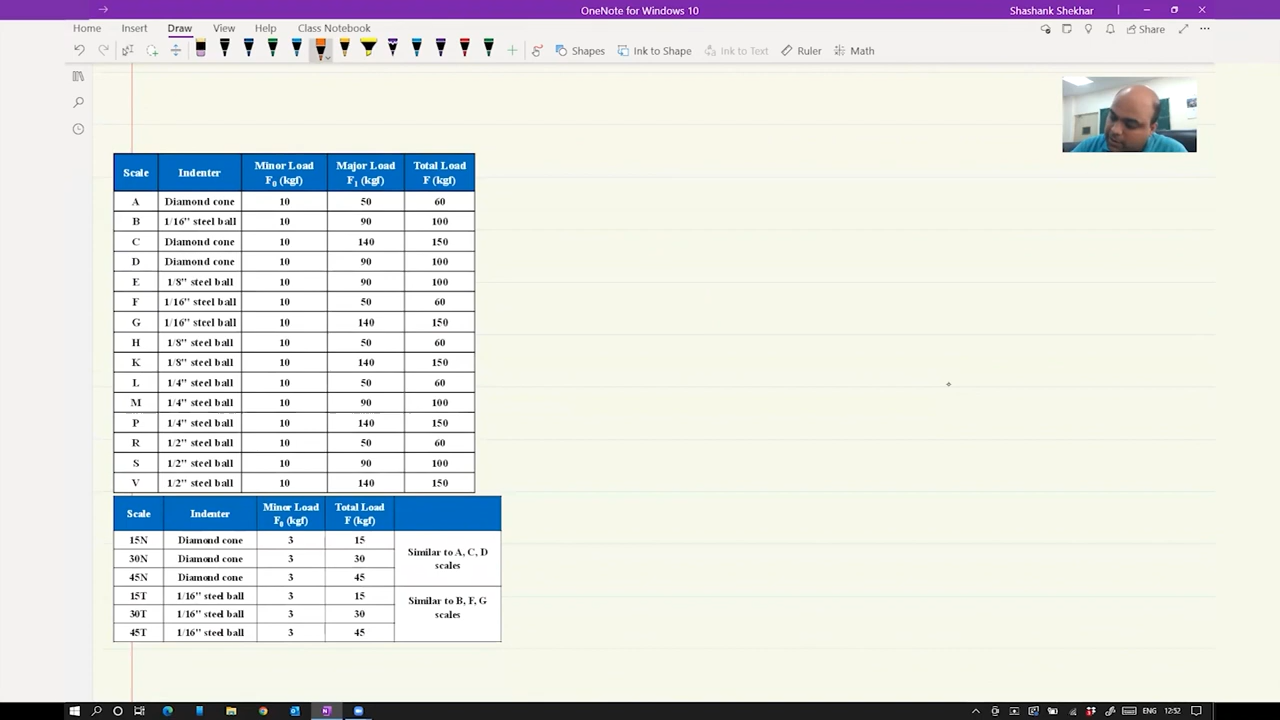 OneNote for Windows 10
Shashank Shekhar
Home Insert Draw View Help Class Notebook
Share
Shapes Ink to Shape Ink to Text Ruler Math
Scale Indenter Minor Load F₀ (kgf) Major Load F₁ (kgf) Total Load F (kgf)
A Diamond cone 10 50 60
B 1/16’’ steel ball 10 90 100
C Diamond cone 10 140 150
D Diamond cone 10 90 100
E 1/8’’ steel ball 10 90 100
F 1/16’’ steel ball 10 50 60
G 1/16’’ steel ball 10 140 150
H 1/8’’ steel ball 10 50 60
K 1/8’’ steel ball 10 140 150
L 1/4’’ steel ball 10 50 60
M 1/4’’ steel ball 10 90 100
P 1/4’’ steel ball 10 140 150
R 1/2’’ steel ball 10 50 60
S 1/2’’ steel ball 10 90 100
V 1/2’’ steel ball 10 140 150
Scale Indenter Minor Load F₀ (kgf) Total Load F (kgf)
15N Diamond cone 3 15
Similar to A, C, D scales
30N Diamond cone 3 30
45N Diamond cone 3 45
15T 1/16’’ steel ball 3 15
Similar to B, F, G scales
30T 1/16’’ steel ball 3 30
45T 1/16’’ steel ball 3 45
ENG 12:52